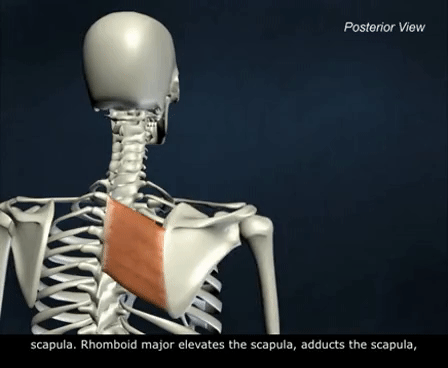 Posterior View
scapula. Rhomboid major elevates the scapula, adducts the scapula,